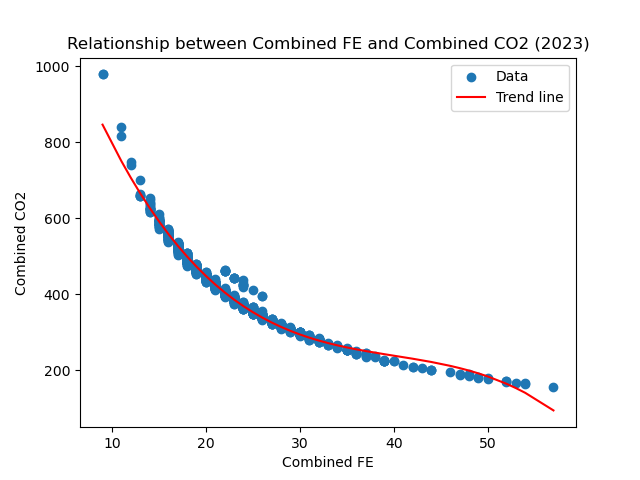 Relationship between Combined FE and Combined CO2 (2023)
Data
Trend line
1000
800
600
400
200
Combined CO2
10 20 30 40 50
Combined FE